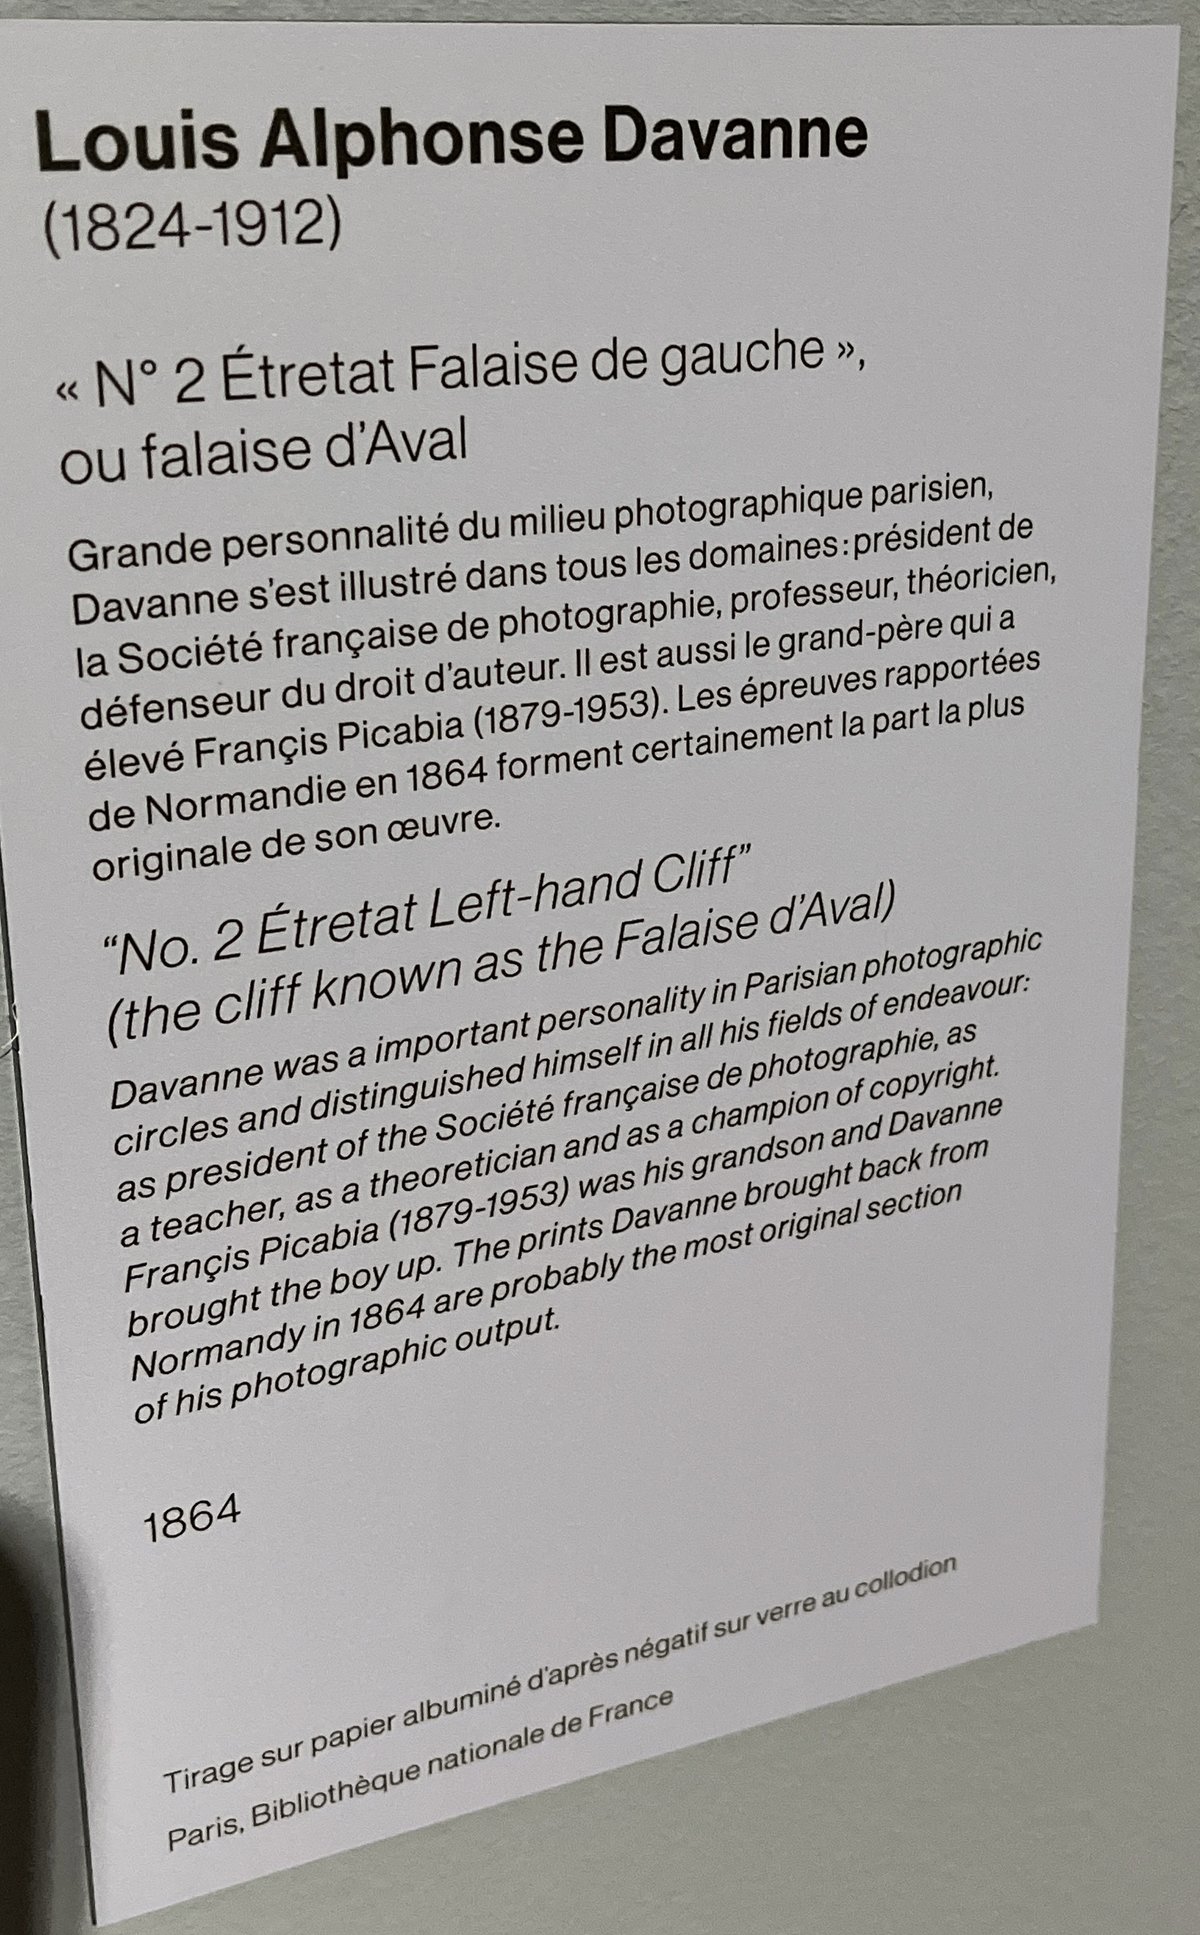 Louis Alphonse Davanne
(1824-1912)
« N° 2 Étretat Falaise de gauche »,
ou falaise d'Aval
Grande personnalité du milieu photographique parisien,
Davanne s'est illustré dans tous les domaines : président de
la Société française de photographie, professeur, théoricien,
défenseur du droit d'auteur. Il est aussi le grand-père qui a
élevé Françis Picabia (1879-1953). Les épreuves rapportées
de Normandie en 1864 forment certainement la part la plus
originale de son œuvre.
“No. 2 Étretat Left-hand Cliff”
(the cliff known as the Falaise d'Aval)
Davanne was a important personality in Parisian photographic
circles and distinguished himself in all his fields of endeavour:
as president of the Société française de photographie, as
a teacher, as a theoretician and as a champion of copyright.
Françis Picabia (1879-1953) was his grandson and Davanne
brought the boy up. The prints Davanne brought back from
Normandy in 1864 are probably the most original section
of his photographic output.
1864
Tirage sur papier albuminé d'après négatif sur verre au collodion
Paris, Bibliothèque nationale de France